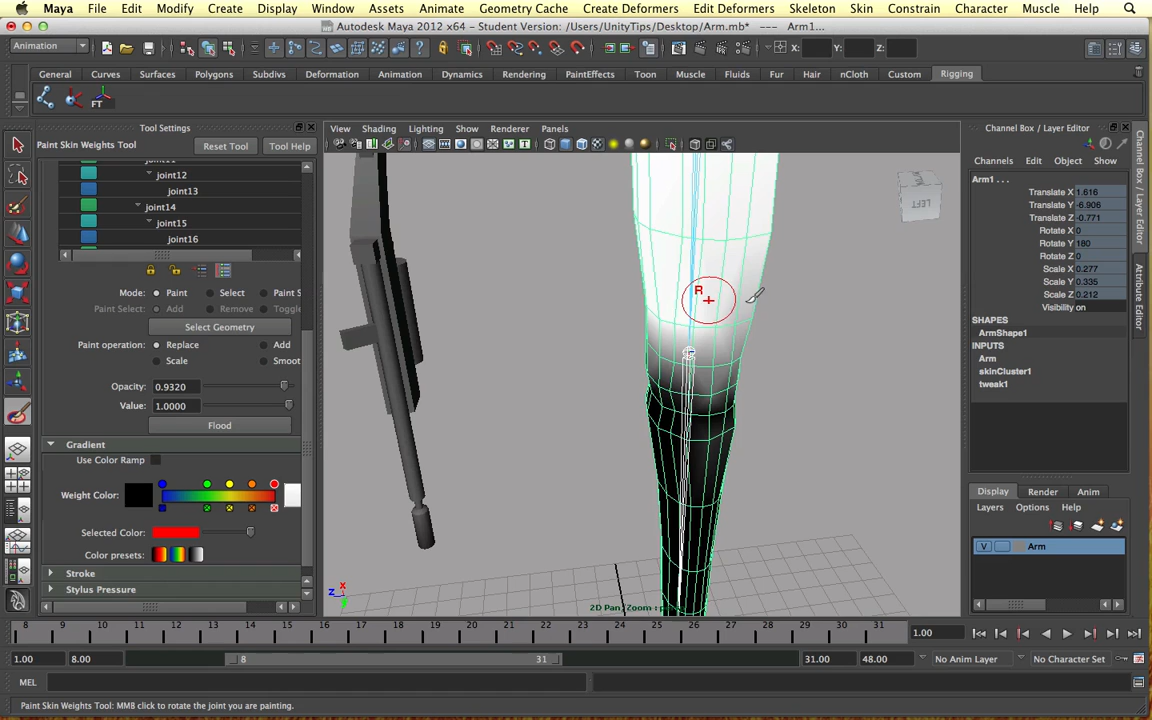 Maya File Edit Modify Create Display Window Assets Animate Geometry Cache Create Deformers Edit Deformers Skeleton Skin Constrain Character Muscle Help
Autodesk Maya 2012 x64 - Student Version: /Users/UnityTips/Desktop/Arm.mb* --- Arm1...
Animation X: Y: Z:
General Curves Surfaces Polygons Subdivs Deformation Animation Dynamics Rendering PaintEffects Toon Muscle Fluids Fur Hair nCloth Custom Rigging
FT
Tool Settings
Paint Skin Weights Tool Reset Tool Tool Help
joint12
joint13
joint14
joint15
joint16
Mode: Paint Select Paint S
Paint Select: Add Remove Toggle
Select Geometry
Paint operation: Replace Add
Scale Smoot
Opacity 0.9320
Value: 1.0000
Flood
Gradient
Use Color Ramp
Weight Color:
Selected Color:
Color presets:
Stroke
Stylus Pressure
View Shading Lighting Show Renderer Panels
LEFT
R
z x y
2D Pan/Zoom
Channel Box / Layer Editor
Channels Edit Object Show
Arm1 . . .
Translate X 1.616
Translate Y -6.906
Translate Z -0.771
Rotate X 0
Rotate Y 180
Rotate Z 0
Scale X 0.277
Scale Y 0.335
Scale Z 0.212
Visibility on
SHAPES
ArmShape1
INPUTS
Arm
skinCluster1
tweak1
Display Render Anim
Layers Options Help
V Arm
Channel Box / Layer Editor
Attribute Editor
8 9 10 11 12 13 14 15 16 17 18 19 20 21 22 23 24 25 26 27 28 29 30 31 1.00
1.00 8.00 8 31 31.00 48.00 No Anim Layer No Character Set
MEL
Paint Skin Weights Tool: MMB click to rotate the joint you are painting.